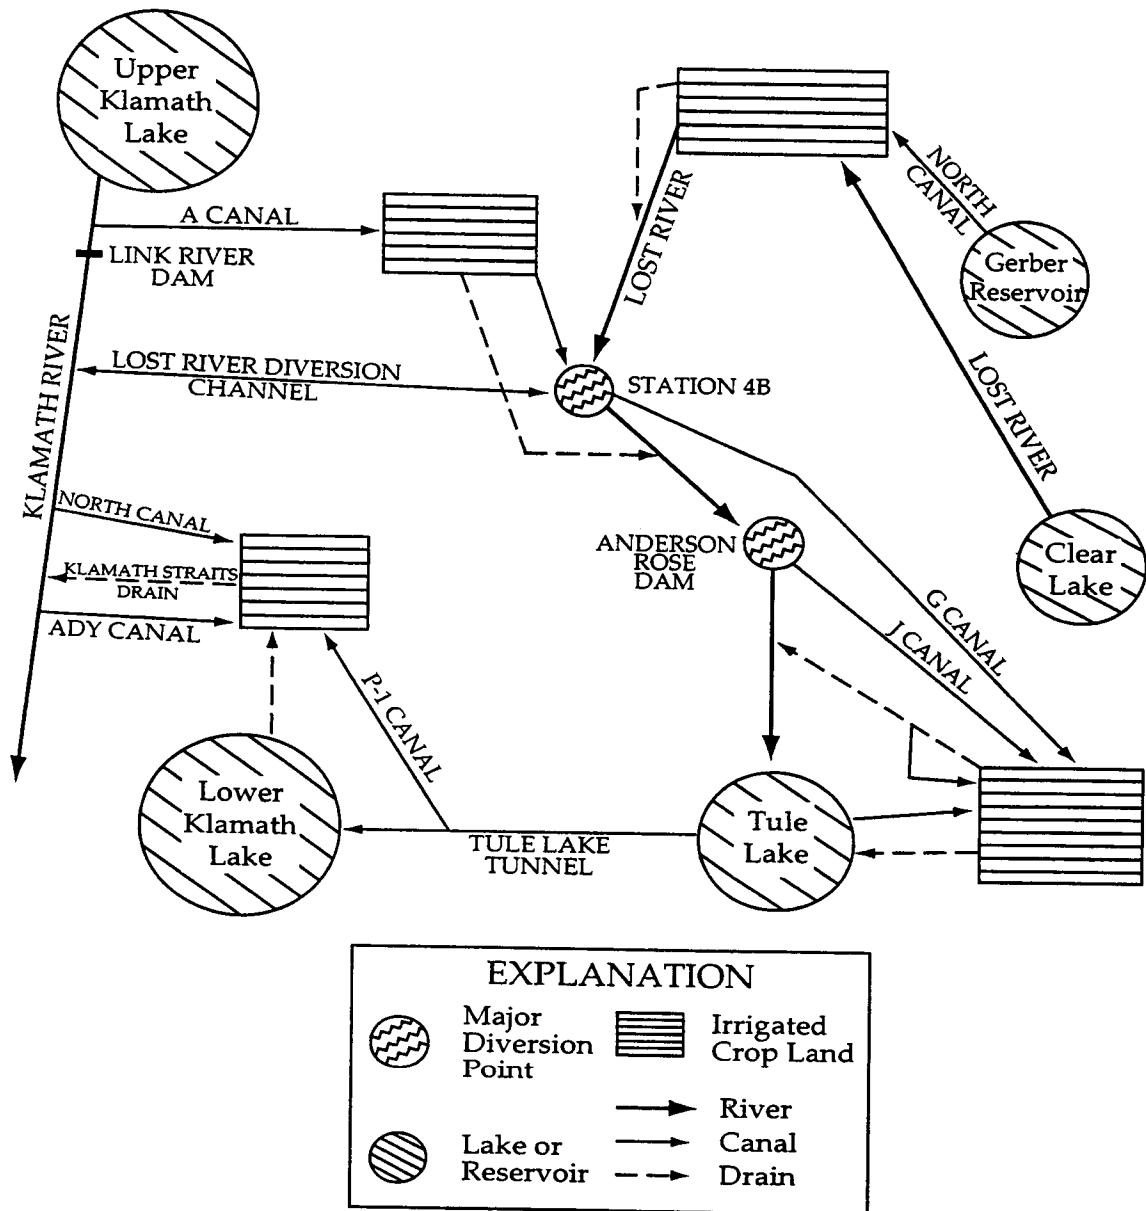 Upper
Klamath
Lake
A CANAL
LINK RIVER
DAM
KLAMATH RIVER
LOST RIVER DIVERSION
CHANNEL
LOST RIVER
NORTH
CANAL
Gerber
Reservoir
STATION 4B
LOST RIVER
NORTH CANAL
KLAMATH STRAITS
DRAIN
ADY CANAL
ANDERSON
ROSE
DAM
Clear
Lake
G CANAL
J CANAL
P-1 CANAL
Lower
Klamath
Lake
TULE LAKE
TUNNEL
Tule
Lake
EXPLANATION
Major
Diversion
Point
Irrigated
Crop Land
Lake or
Reservoir
River
Canal
Drain